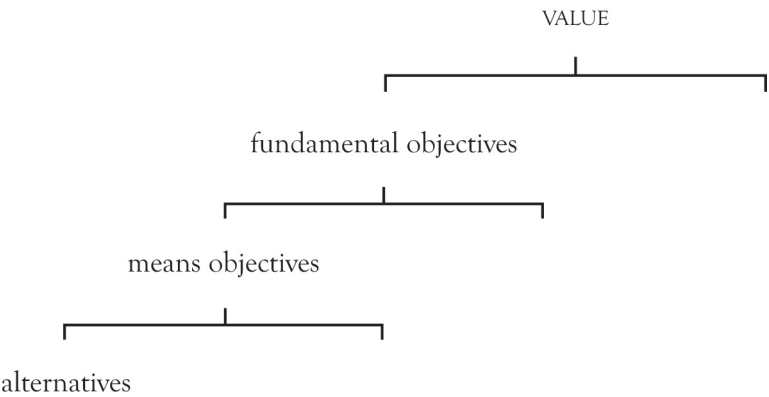 VALUE
fundamental objectives
means objectives
alternatives